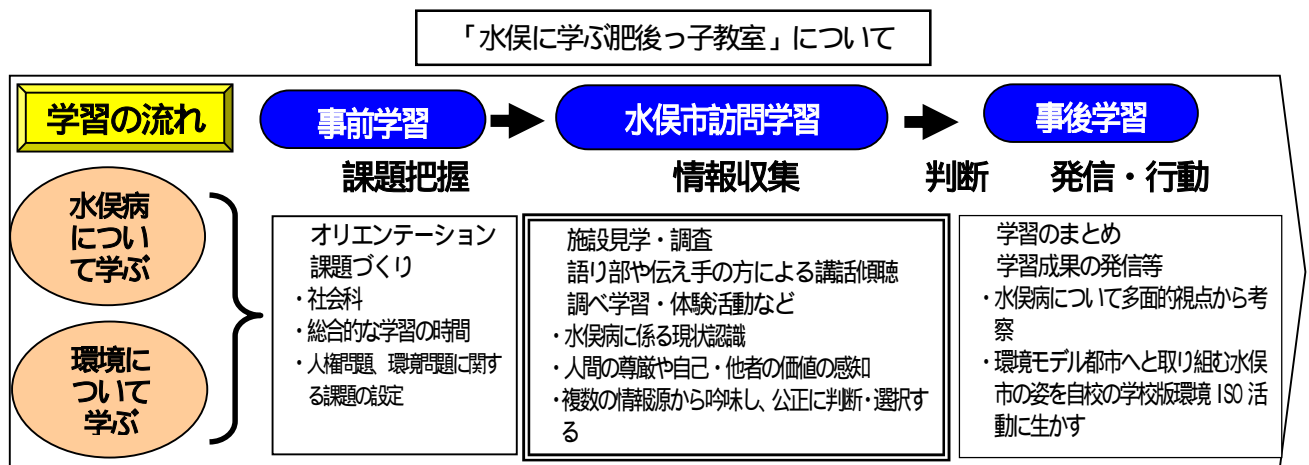 「水俣に学ぶ肥後っ子教室」について
学習の流れ
事前学習
水俣市訪問学習
事後学習
課題把握
情報収集
判断
発信・行動
水俣病
につい
て学ぶ
環境に
ついて
学ぶ
オリエンテーション
課題づくり
・社会科
・総合的な学習の時間
・人権問題、環境問題に関す
る課題の設定
施設見学・調査
語り部や伝え手の方による講話傾聴
調べ学習・体験活動など
・水俣病に係る現状認識
・人間の尊厳や自己・他者の価値の感知
・複数の情報源から吟味し、公正に判断・選択す
る
学習のまとめ
学習成果の発信等
・水俣病について多面的視点から考
察
・環境モデル都市へと取り組む水俣
市の姿を自校の学校版環境 ISO 活
動に生かす